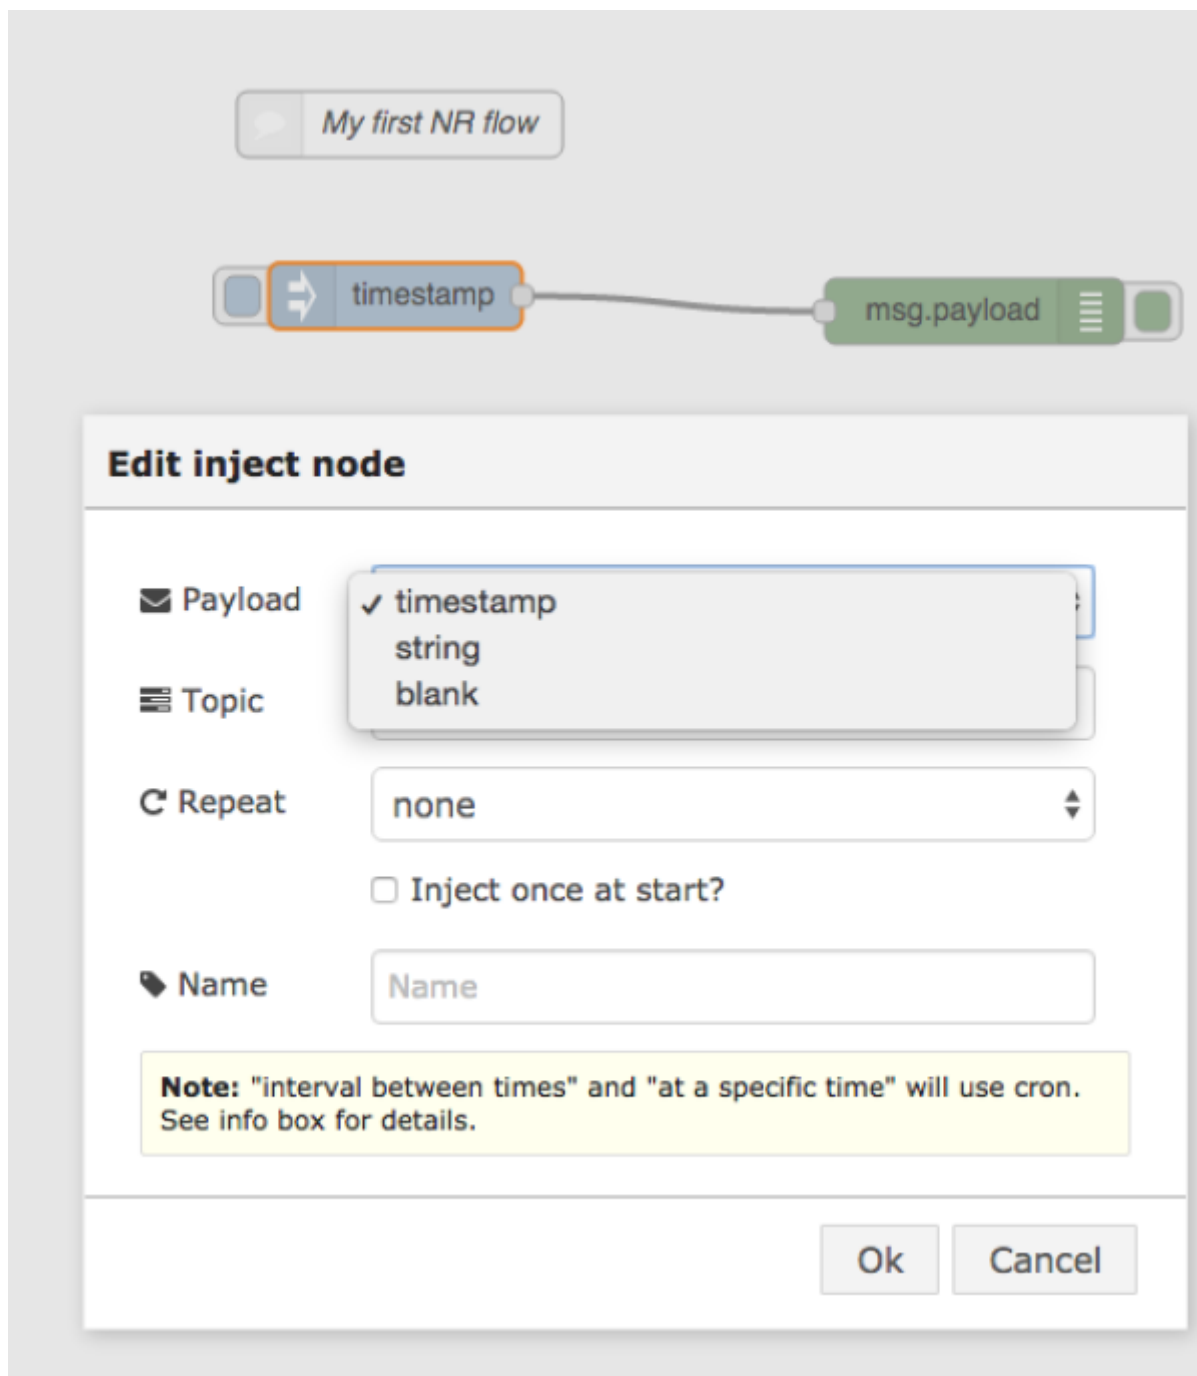 My first NR flow
timestamp
msg.payload
Edit inject node
Payload
timestamp
string
blank
Topic
Repeat
none
Inject once at start?
Name
Name
Note: "interval between times" and "at a specific time" will use cron.
See info box for details.
Ok
Cancel